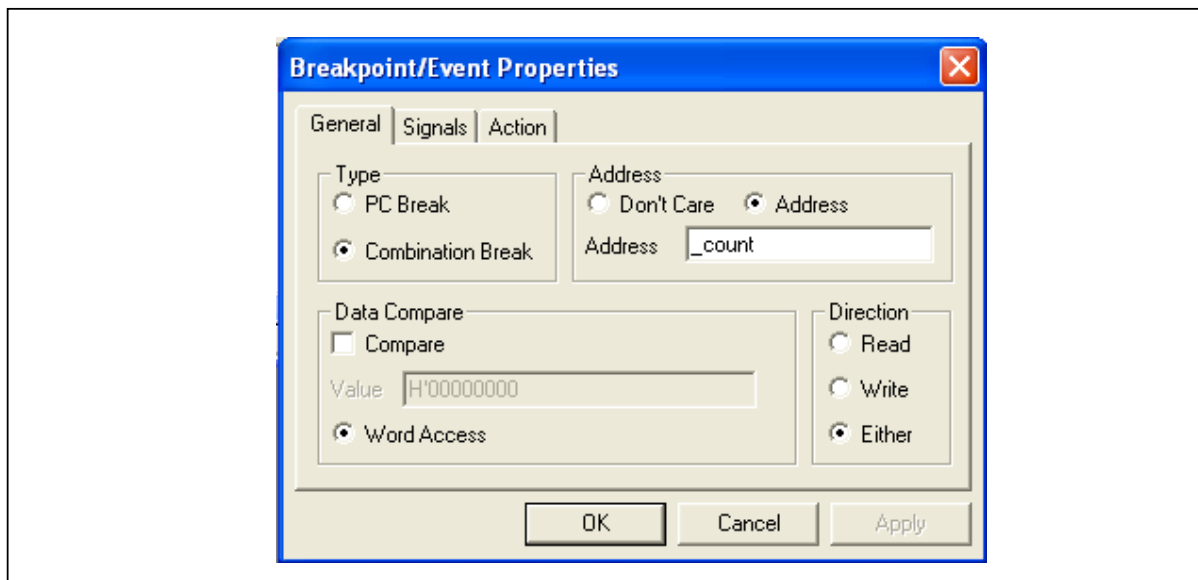 Breakpoint/Event Properties
General Signals Action
Type
PC Break
Combination Break
Address
Don't Care Address
Address _count
Data Compare
Compare
Value H'00000000
Word Access
Direction
Read
Write
Either
OK Cancel Apply